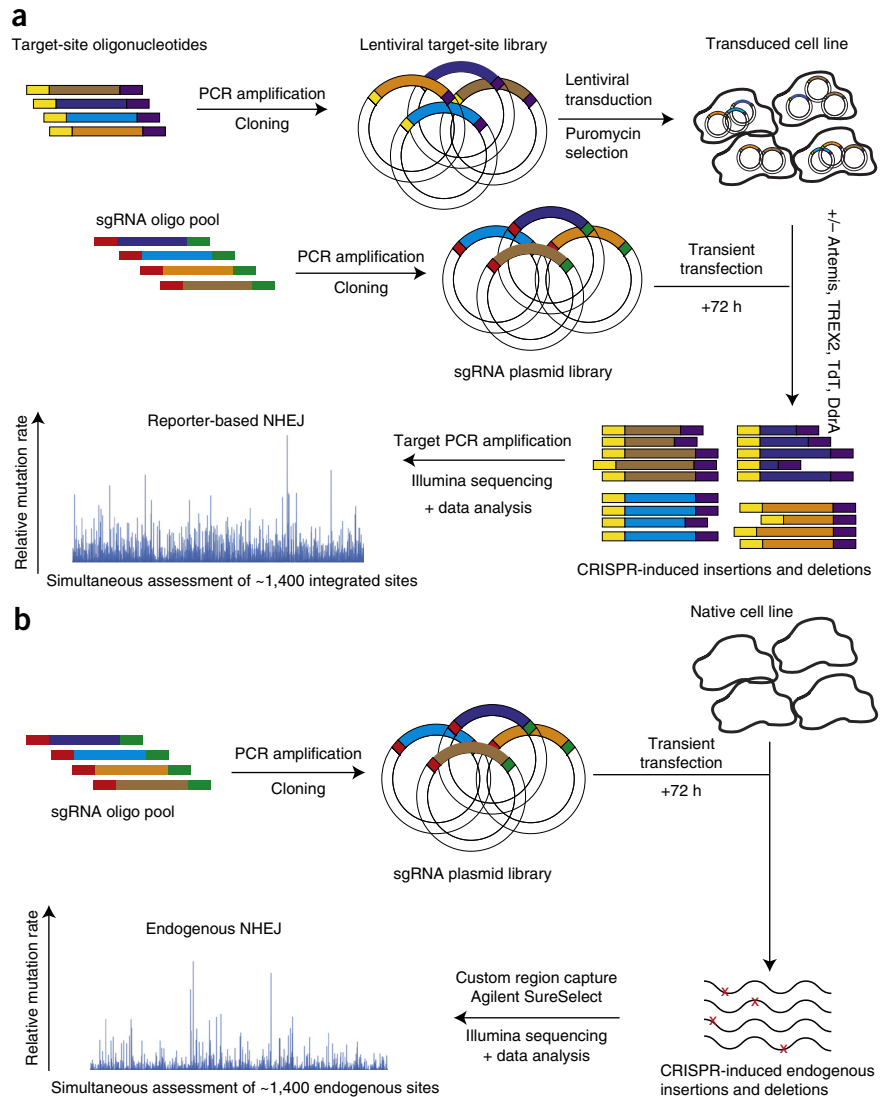 a
Target-site oligonucleotides
PCR amplification
Cloning
Lentiviral target-site library
Lentiviral
transduction
Puromycin
selection
Transduced cell line
sgRNA oligo pool
PCR amplification
Cloning
sgRNA plasmid library
Transient
transfection
+72 h
+/– Artemis, TREX2, TdT, DdrA
Relative mutation rate
Reporter-based NHEJ
Simultaneous assessment of ~1,400 integrated sites
Target PCR amplification
Illumina sequencing
+ data analysis
CRISPR-induced insertions and deletions
b
Native cell line
sgRNA oligo pool
PCR amplification
Cloning
sgRNA plasmid library
Transient
transfection
+72 h
Relative mutation rate
Endogenous NHEJ
Simultaneous assessment of ~1,400 endogenous sites
Custom region capture
Agilent SureSelect
Illumina sequencing
+ data analysis
x
x
x
x
CRISPR-induced endogenous
insertions and deletions